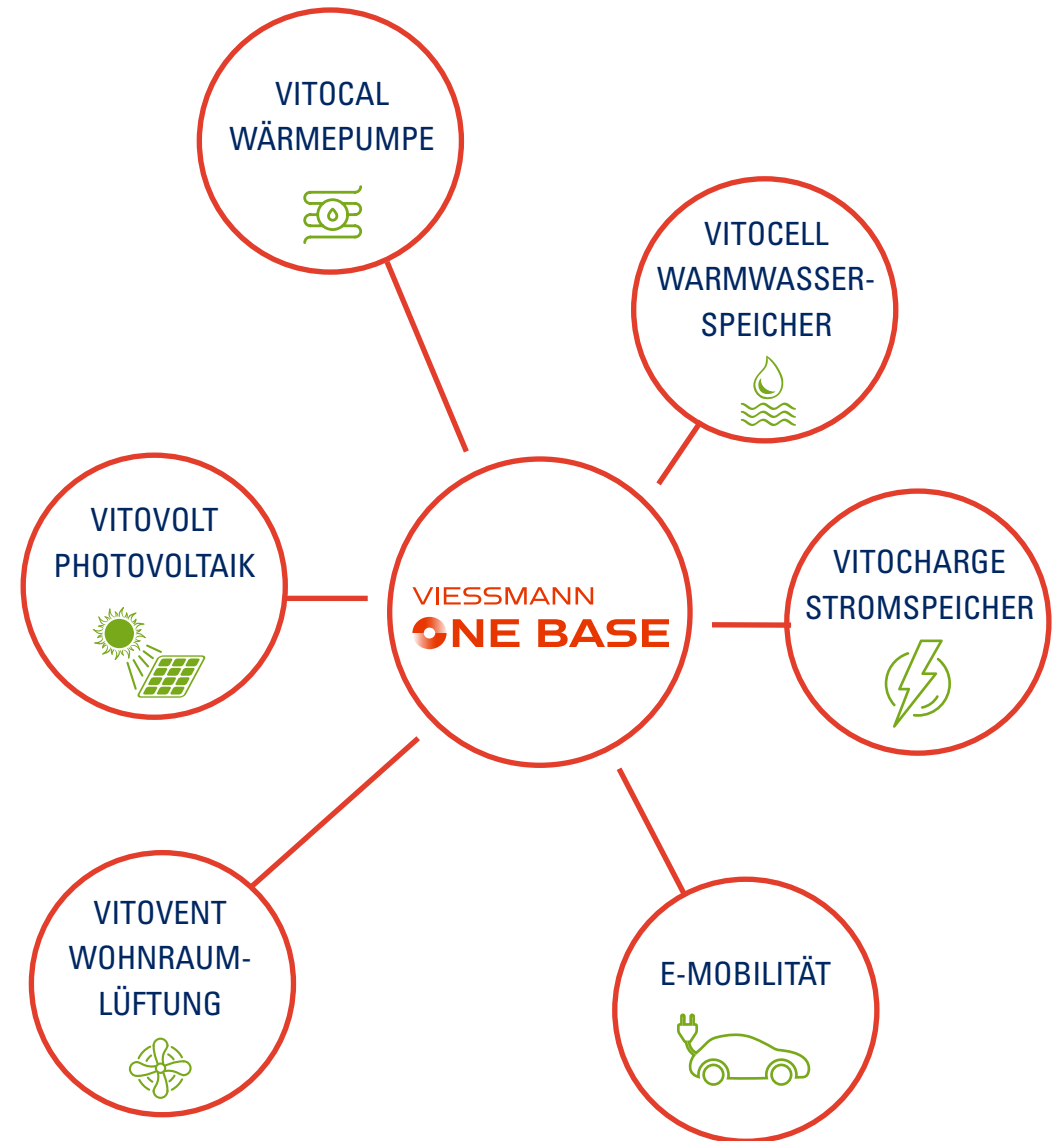 VITOCAL
WÄRMEPUMPE
VITOCELL
WARMWASSER-
SPEICHER
VITOVOLT
PHOTOVOLTAIK
VIESSMANN
ONE BASE
VITOCHARGE
STROMSPEICHER
VITOVENT
WOHNRAUM-
LÜFTUNG
E-MOBILITÄT